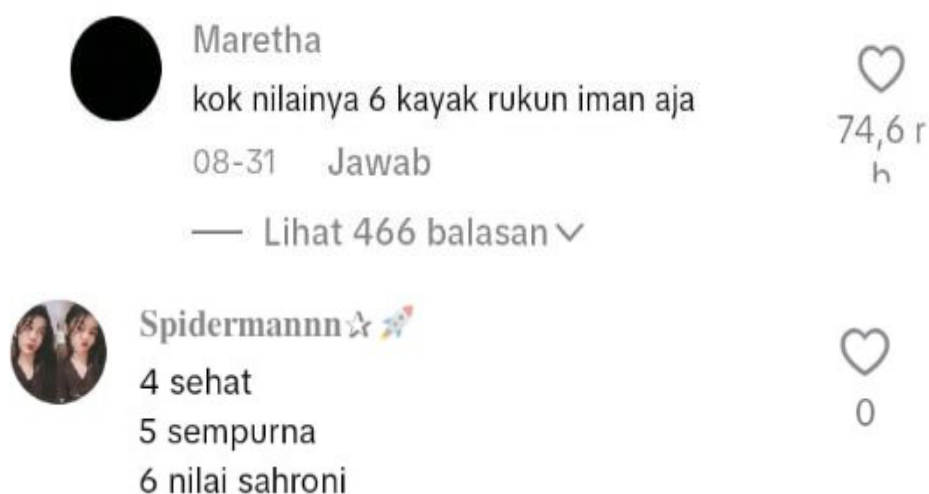 Maretha
kok nilainya 6 kayak rukun iman aja
74,6 r
b
08-31 Jawab
Lihat 466 balasan
Spidermannn☆ 🚀
4 sehat
5 sempurna
6 nilai sahroni
0